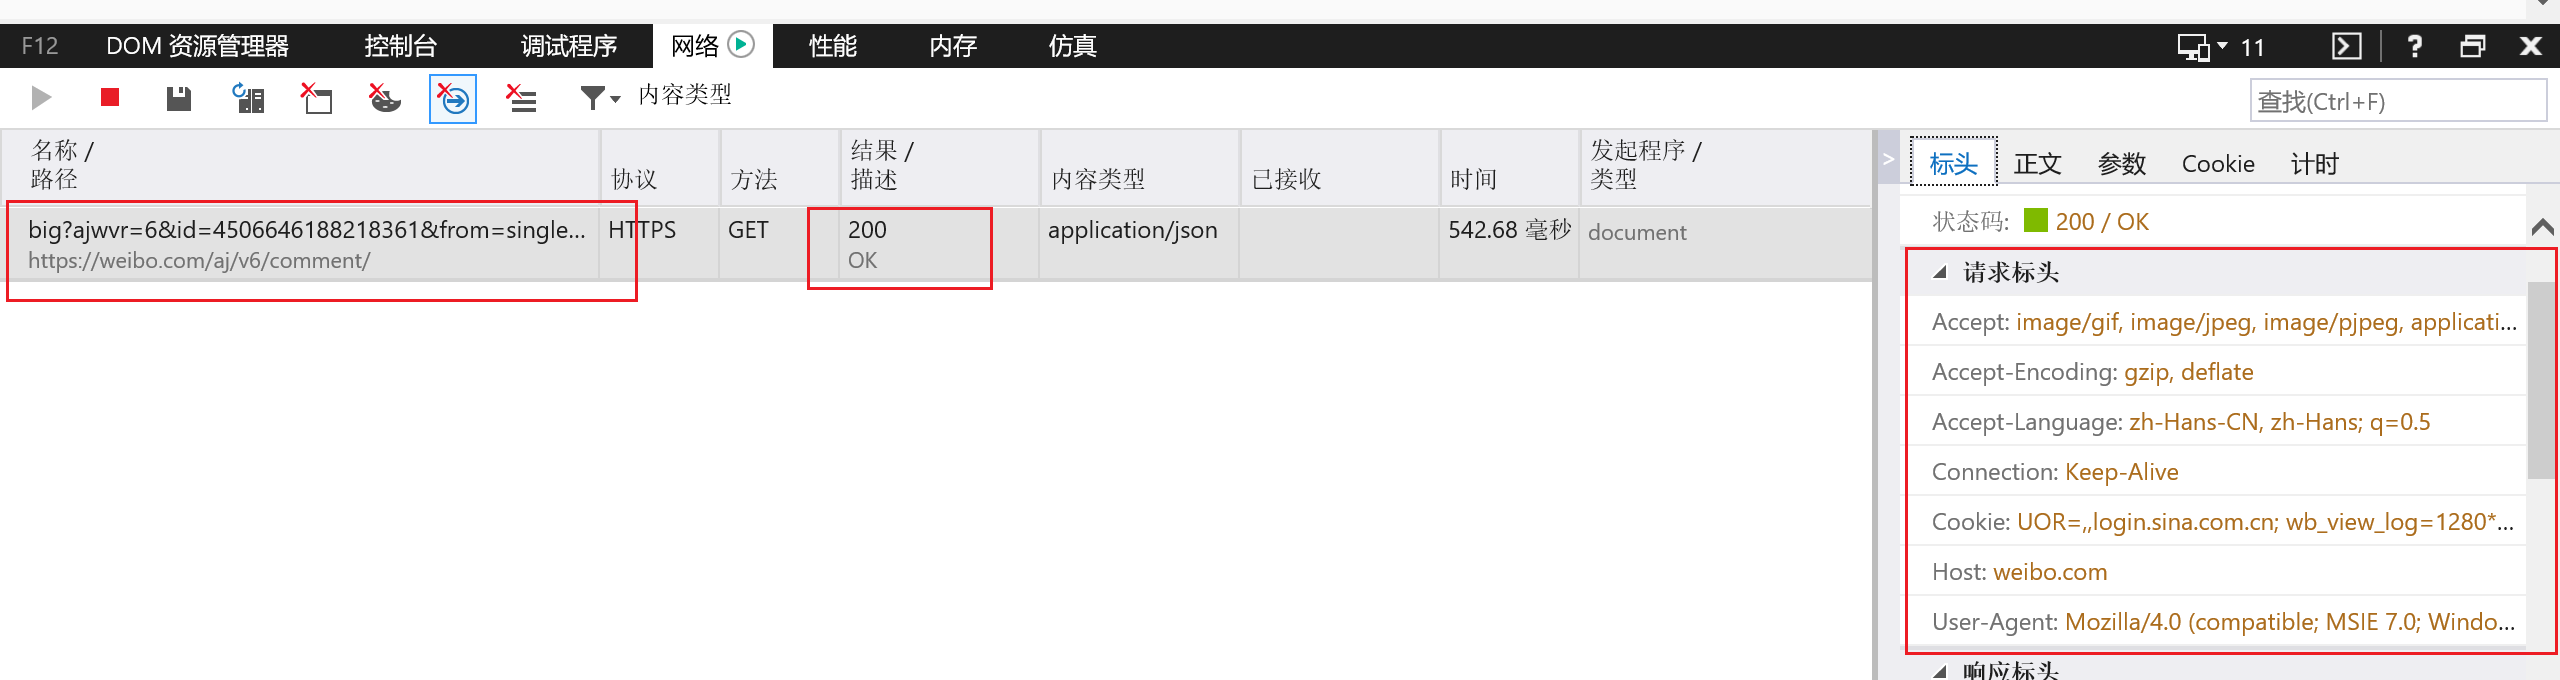 F12 DOM 资源管理器 控制台 调试程序 网络 性能 内存 仿真 11
内容类型
查找(Ctrl+F)
名称 /
路径
协议
方法
结果 /
描述
内容类型
已接收
时间
发起程序 /
类型
big?ajwvr=6&id=4506646188218361&from=single...
https://weibo.com/aj/v6/comment/
HTTPS
GET
200
OK
application/json
542.68 毫秒
document
标头 正文 参数 Cookie 计时
状态码: 200 / OK
请求标头
Accept: image/gif, image/jpeg, image/pjpeg, applicati...
Accept-Encoding: gzip, deflate
Accept-Language: zh-Hans-CN, zh-Hans; q=0.5
Connection: Keep-Alive
Cookie: UOR=,,login.sina.com.cn; wb_view_log=1280*...
Host: weibo.com
User-Agent: Mozilla/4.0 (compatible; MSIE 7.0; Windo...
响应标头